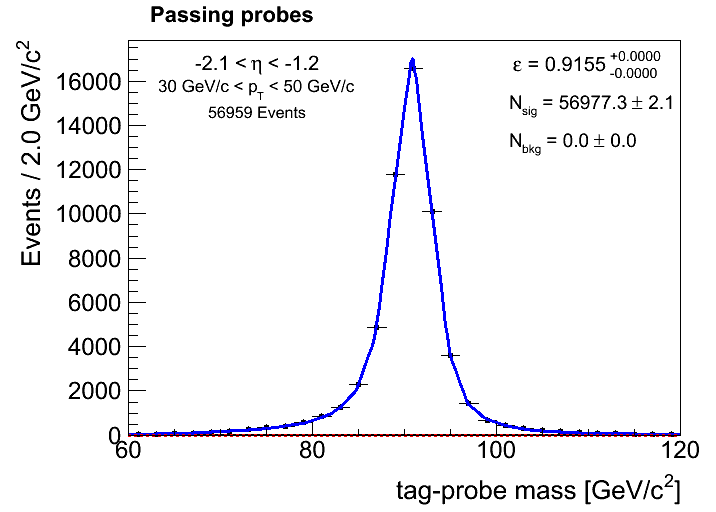 Passing probes
-2.1 < η < -1.2
30 GeV/c < p_T < 50 GeV/c
56959 Events
ε = 0.9155 +0.0000 -0.0000
N_sig = 56977.3 ± 2.1
N_bkg = 0.0 ± 0.0
Events / 2.0 GeV/c²
16000
14000
12000
10000
8000
6000
4000
2000
0
60 80 100 120
tag-probe mass [GeV/c²]